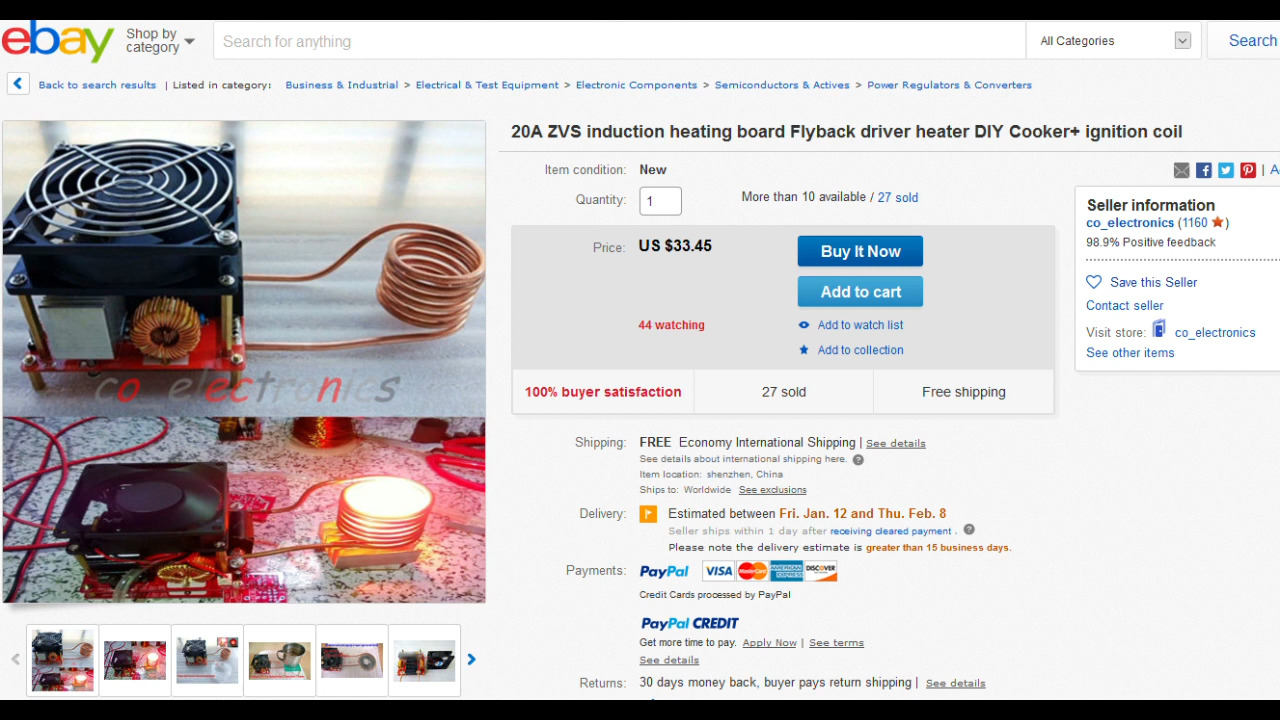 ebay
Shop by
category
Search for anything
All Categories
Search
Back to search results | Listed in category: Business & Industrial > Electrical & Test Equipment > Electronic Components > Semiconductors & Actives > Power Regulators & Converters
20A ZVS induction heating board Flyback driver heater DIY Cooker+ ignition coil
Item condition: New
Quantity: 1 More than 10 available / 27 sold
Price: US $33.45
Buy It Now
Add to cart
44 watching
Add to watch list
Add to collection
100% buyer satisfaction
27 sold
Free shipping
Seller information
co_electronics (1160 )
98.9% Positive feedback
Save this Seller
Contact seller
Visit store: co_electronics
See other items
co_electronics
Shipping: FREE Economy International Shipping | See details
See details about international shipping here. ?
Item location: shenzhen, China
Ships to: Worldwide See exclusions
Delivery: Estimated between Fri. Jan. 12 and Thu. Feb. 8
Seller ships within 1 day after receiving cleared payment . ?
Please note the delivery estimate is greater than 15 business days.
Payments: PayPal VISA MasterCard AMERICAN EXPRESS DISCOVER
Credit Cards processed by PayPal
PayPal CREDIT
Get more time to pay. Apply Now | See terms
See details
Returns: 30 days money back, buyer pays return shipping | See details